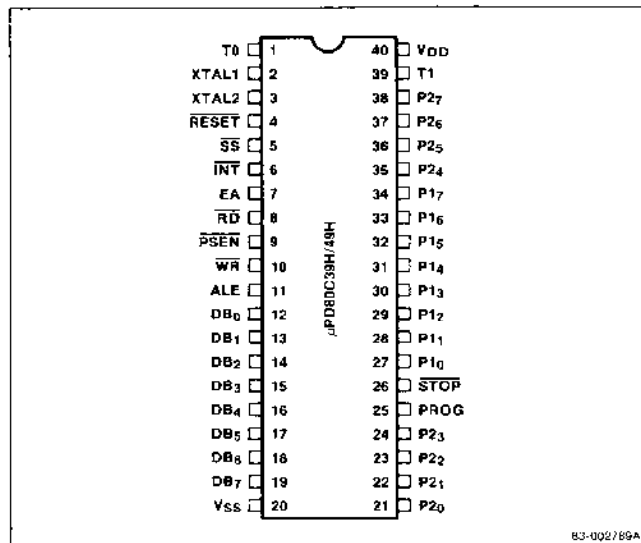 T0 1 40 VDD
XTAL1 2 39 T1
XTAL2 3 38 P27
RESET 4 37 P26
SS 5 36 P25
INT 6 35 P24
EA 7 34 P17
RD 8 33 P16
PSEN 9 32 P15
WR 10 31 P14
ALE 11 30 P13
DB0 12 29 P12
DB1 13 28 P11
DB2 14 27 P10
DB3 15 26 STOP
DB4 16 25 PROG
DB5 17 24 P23
DB6 18 23 P22
DB7 19 22 P21
VSS 20 21 P20
μPD80C39H/49H
83-002789A